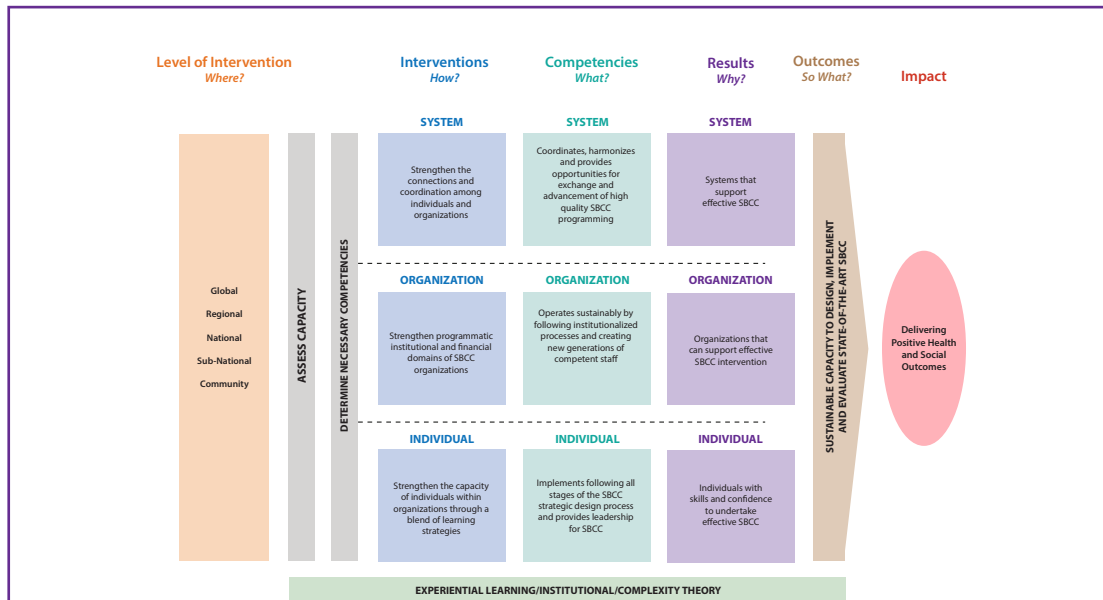 Level of Intervention
Where?
Interventions
How?
Competencies
What?
Results
Why?
Outcomes
So What?
Impact
Global
Regional
National
Sub-National
Community
ASSESS CAPACITY
DETERMINE NECESSARY COMPETENCIES
SYSTEM
Strengthen the
connections and
coordination among
individuals and
organizations
SYSTEM
Coordinates, harmonizes
and provides
opportunities for
exchange and
advancement of high
quality SBCC
programming
SYSTEM
Systems that
support
effective SBCC
ORGANIZATION
Strengthen programmatic
institutional and financial
domains of SBCC
organizations
ORGANIZATION
Operates sustainably by
following institutionalized
processes and creating
new generations of
competent staff
ORGANIZATION
Organizations that
can support effective
SBCC intervention
INDIVIDUAL
Strengthen the capacity
of individuals within
organizations through a
blend of learning
strategies
INDIVIDUAL
Implements following all
stages of the SBCC
strategic design process
and provides leadership
for SBCC
INDIVIDUAL
Individuals with
skills and confidence
to undertake
effective SBCC
SUSTAINABLE CAPACITY TO DESIGN, IMPLEMENT
AND EVALUATE STATE-OF-THE-ART SBCC
Delivering
Positive Health
and Social
Outcomes
EXPERIENTIAL LEARNING/INSTITUTIONAL/COMPLEXITY THEORY